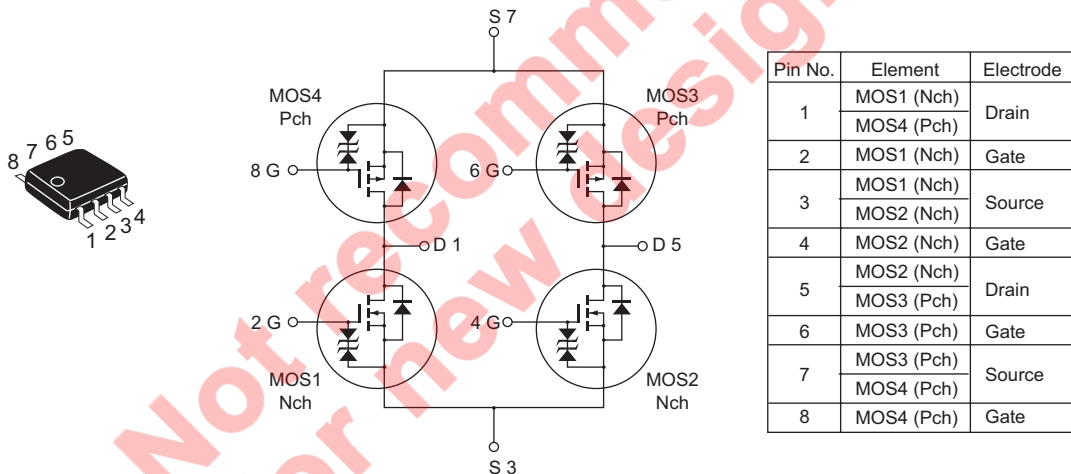 S 7
MOS4
Pch
MOS3
Pch
8 G
6 G
D 1
D 5
2 G
4 G
MOS1
Nch
MOS2
Nch
S 3
8 7 6 5
1 2 3 4
Pin No. Element Electrode
1 MOS1 (Nch) Drain
MOS4 (Pch)
2 MOS1 (Nch) Gate
3 MOS1 (Nch) Source
MOS2 (Nch)
4 MOS2 (Nch) Gate
5 MOS2 (Nch) Drain
MOS3 (Pch)
6 MOS3 (Pch) Gate
7 MOS3 (Pch) Source
MOS4 (Pch)
8 MOS4 (Pch) Gate
Not recomm
or new design